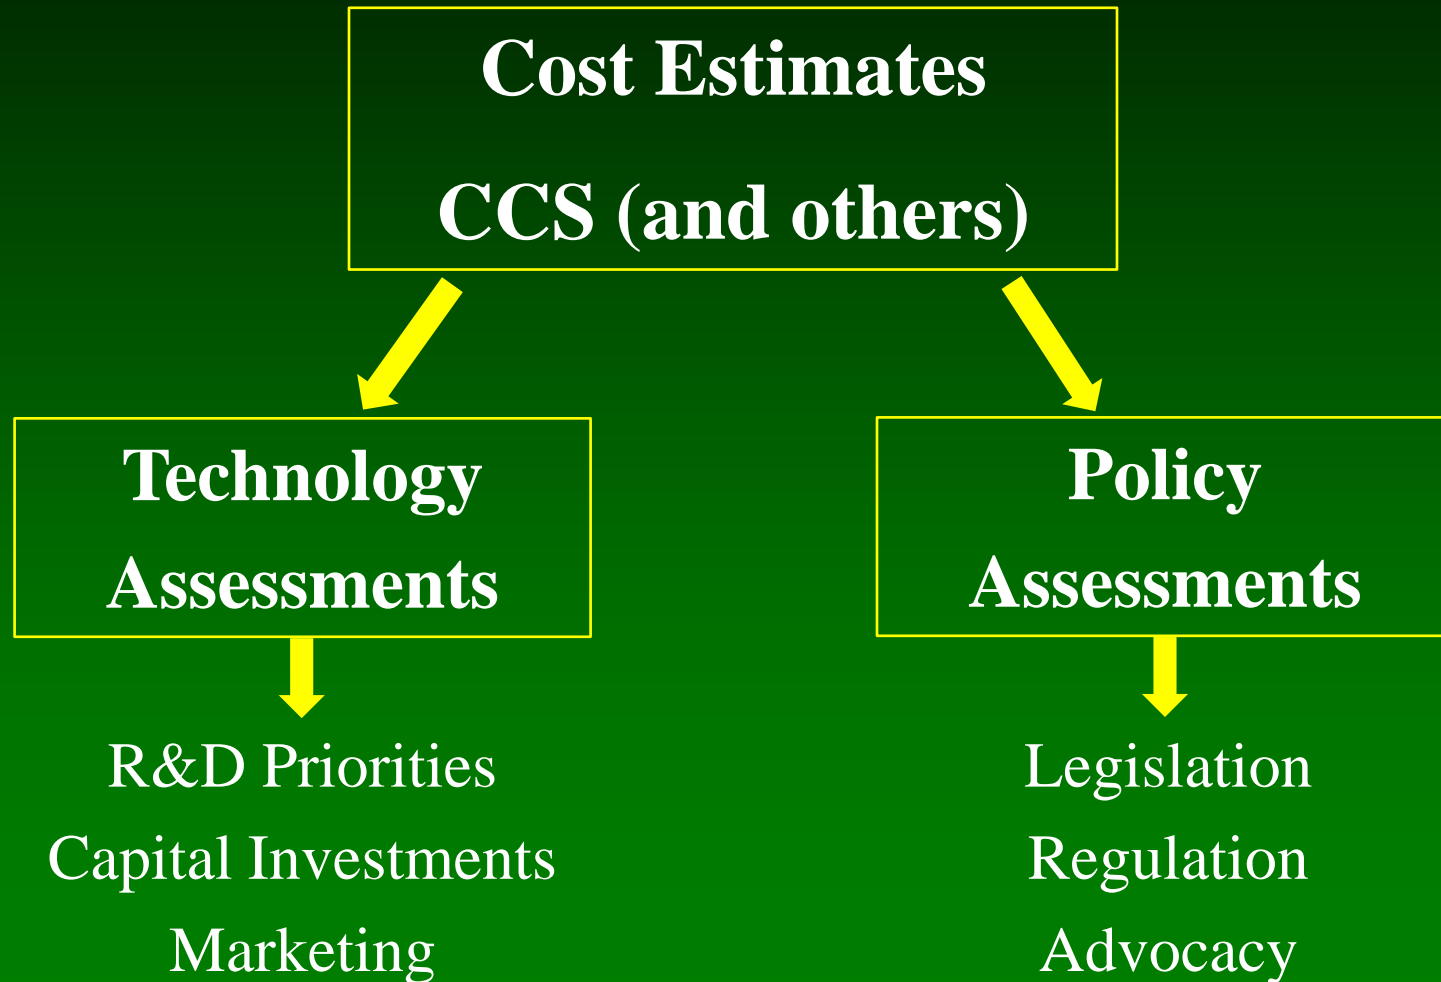 Cost Estimates
CCS (and others)
Technology
Assessments
R&D Priorities
Capital Investments
Marketing
Policy
Assessments
Legislation
Regulation
Advocacy